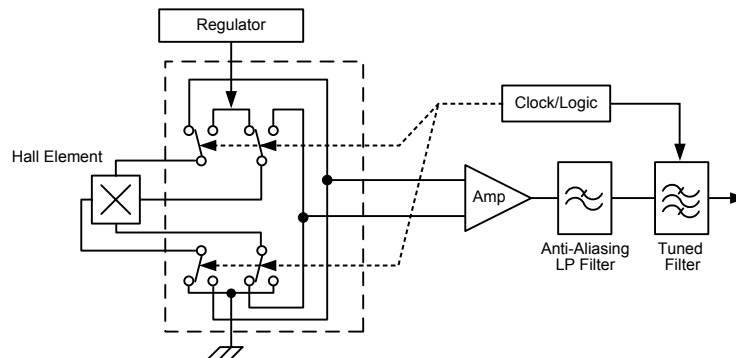 Regulator
Clock/Logic
Hall Element
Amp
Anti-Aliasing
LP Filter
Tuned
Filter